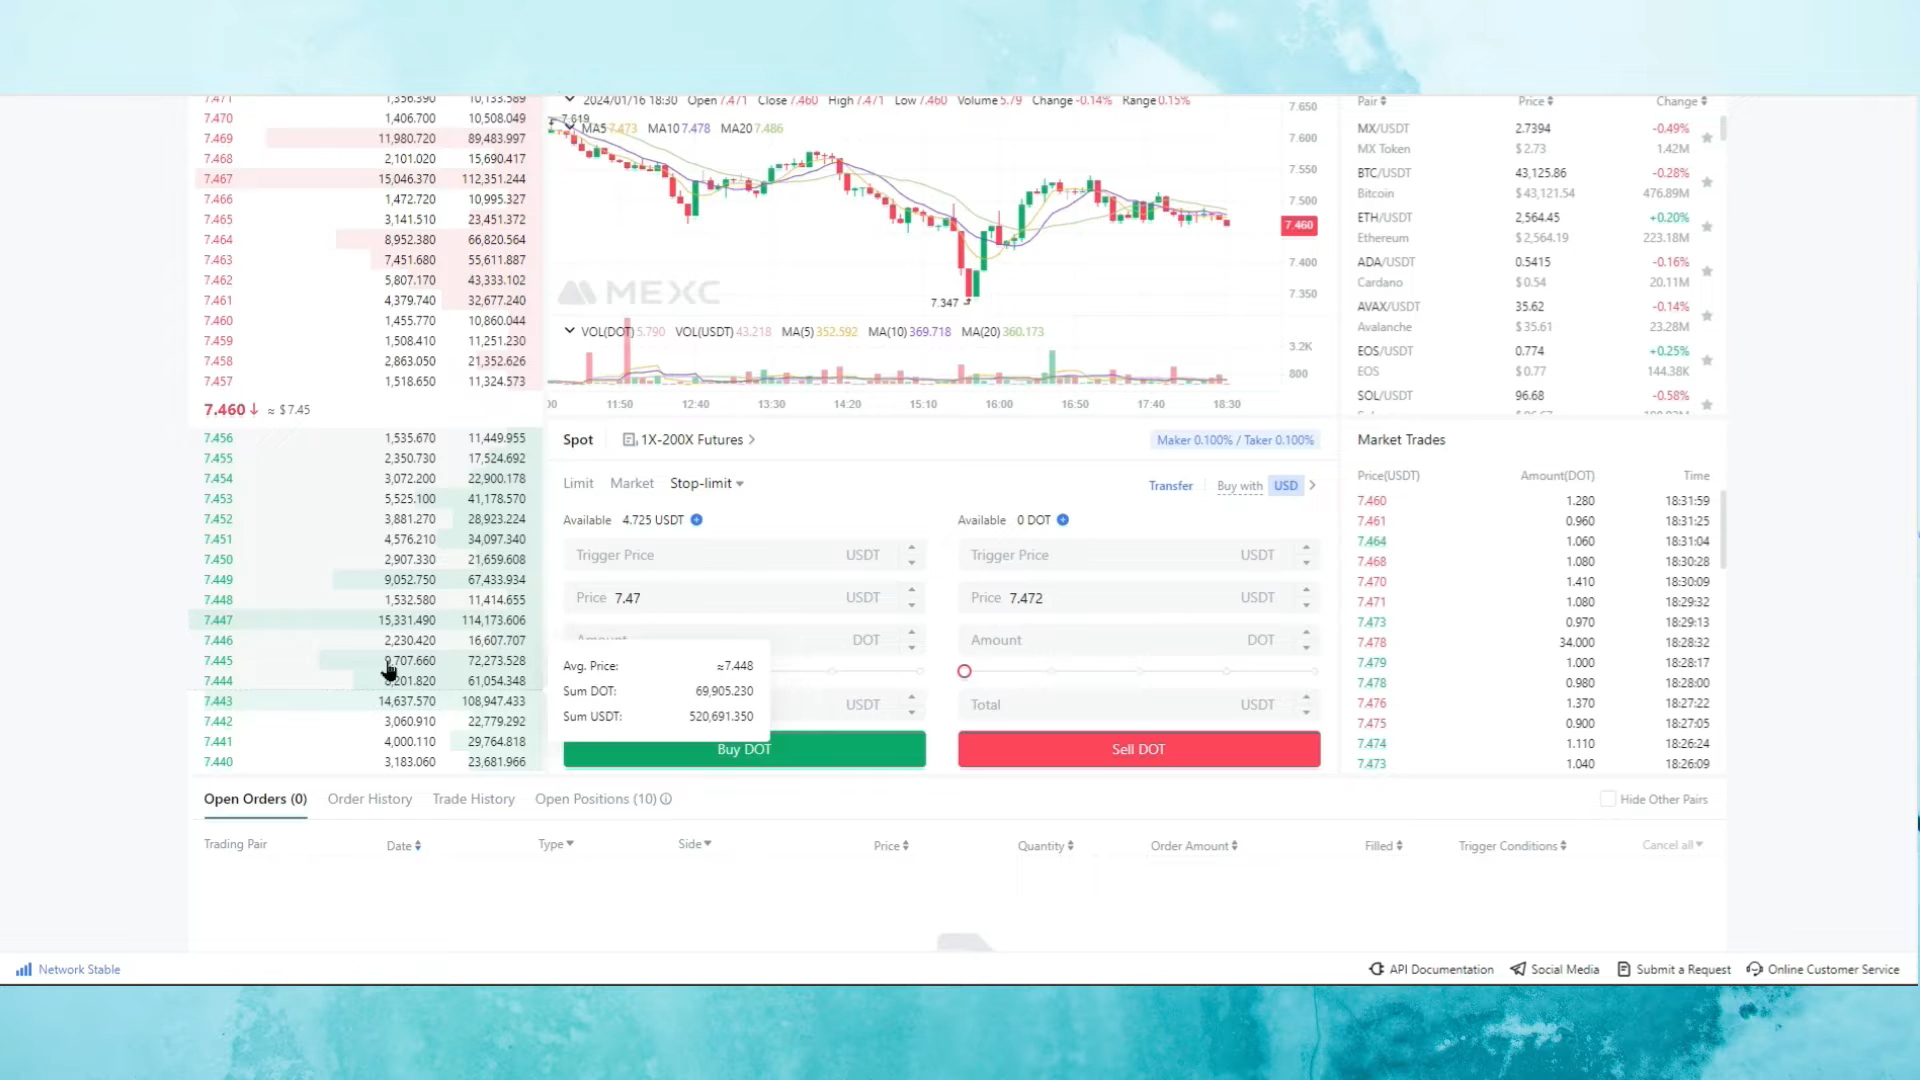 7.471 1,356.390 10,133.589
7.470 1,406.700 10,508.049
7.469 11,980.720 89,483.997
7.468 2,101.020 15,690.417
7.467 15,046.370 112,351.244
7.466 1,472.720 10,995.327
7.465 3,141.510 23,451.372
7.464 8,952.380 66,820.564
7.463 7,451.680 55,611.887
7.462 5,807.170 43,333.102
7.461 4,379.740 32,677.240
7.460 1,455.770 10,860.044
7.459 1,508.410 11,251.230
7.458 2,863.050 21,352.626
7.457 1,518.650 11,324.573
7.460 ↓ ≈ $7.45
7.456 1,535.670 11,449.955
7.455 2,350.730 17,524.692
7.454 3,072.200 22,900.178
7.453 5,525.100 41,178.570
7.452 3,881.270 28,923.224
7.451 4,576.210 34,097.340
7.450 2,907.330 21,659.608
7.449 9,052.750 67,433.934
7.448 1,532.580 11,414.655
7.447 15,331.490 114,173.606
7.446 2,230.420 16,607.707
7.445 9,707.660 72,273.528
7.444 8,201.820 61,054.348
7.443 14,637.570 108,947.433
7.442 3,060.910 22,779.292
7.441 4,000.110 29,764.818
7.440 3,183.060 23,681.966
2024/01/16 18:30 Open 7.471 Close 7.460 High 7.471 Low 7.460 Volume 5.79 Change -0.14% Range 0.15%
7.619
MA5 7.473 MA10 7.478 MA20 7.486
7.650
7.600
7.550
7.500
7.460
7.400
7.350
MEXC
7.347
VOL(DOT) 5.790 VOL(USDT) 43.218 MA(5) 352.592 MA(10) 369.718 MA(20) 360.173
3.2K
800
00 11:50 12:40 13:30 14:20 15:10 16:00 16:50 17:40 18:30
Spot 1X-200X Futures > Maker 0.100% / Taker 0.100%
Limit Market Stop-limit Transfer Buy with USD >
Available 4.725 USDT
Trigger Price USDT
Price 7.47 USDT
Amount DOT
Avg. Price: ≈7.448
Sum DOT: 69,905.230
Sum USDT: 520,691.350
USDT
Buy DOT
Available 0 DOT
Trigger Price USDT
Price 7.472 USDT
Amount DOT
Total USDT
Sell DOT
Pair Price Change
MX/USDT 2.7394 -0.49%
MX Token $ 2.73 1.42M
BTC/USDT 43,125.86 -0.28%
Bitcoin $ 43,121.54 476.89M
ETH/USDT 2,564.45 +0.20%
Ethereum $ 2,564.19 223.18M
ADA/USDT 0.5415 -0.16%
Cardano $ 0.54 20.11M
AVAX/USDT 35.62 -0.14%
Avalanche $ 35.61 23.28M
EOS/USDT 0.774 +0.25%
EOS $ 0.77 144.38K
SOL/USDT 96.68 -0.58%
Market Trades
Price(USDT) Amount(DOT) Time
7.460 1.280 18:31:59
7.461 0.960 18:31:25
7.464 1.060 18:31:04
7.468 1.080 18:30:28
7.470 1.410 18:30:09
7.471 1.080 18:29:32
7.473 0.970 18:29:13
7.478 34.000 18:28:32
7.479 1.000 18:28:17
7.478 0.980 18:28:00
7.476 1.370 18:27:22
7.475 0.900 18:27:05
7.474 1.110 18:26:24
7.473 1.040 18:26:09
Open Orders (0) Order History Trade History Open Positions (10) Hide Other Pairs
Trading Pair Date Type Side Price Quantity Order Amount Filled Trigger Conditions Cancel all
Network Stable API Documentation Social Media Submit a Request Online Customer Service